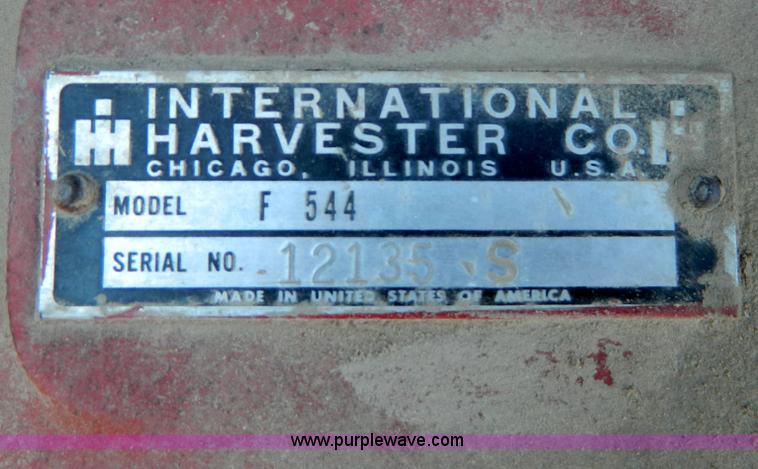 INTERNATIONAL
HARVESTER CO.
CHICAGO, ILLINOIS U.S.A.
MODEL F 544
SERIAL NO. 12135 S
MADE IN UNITED STATES OF AMERICA
www.purplewave.com